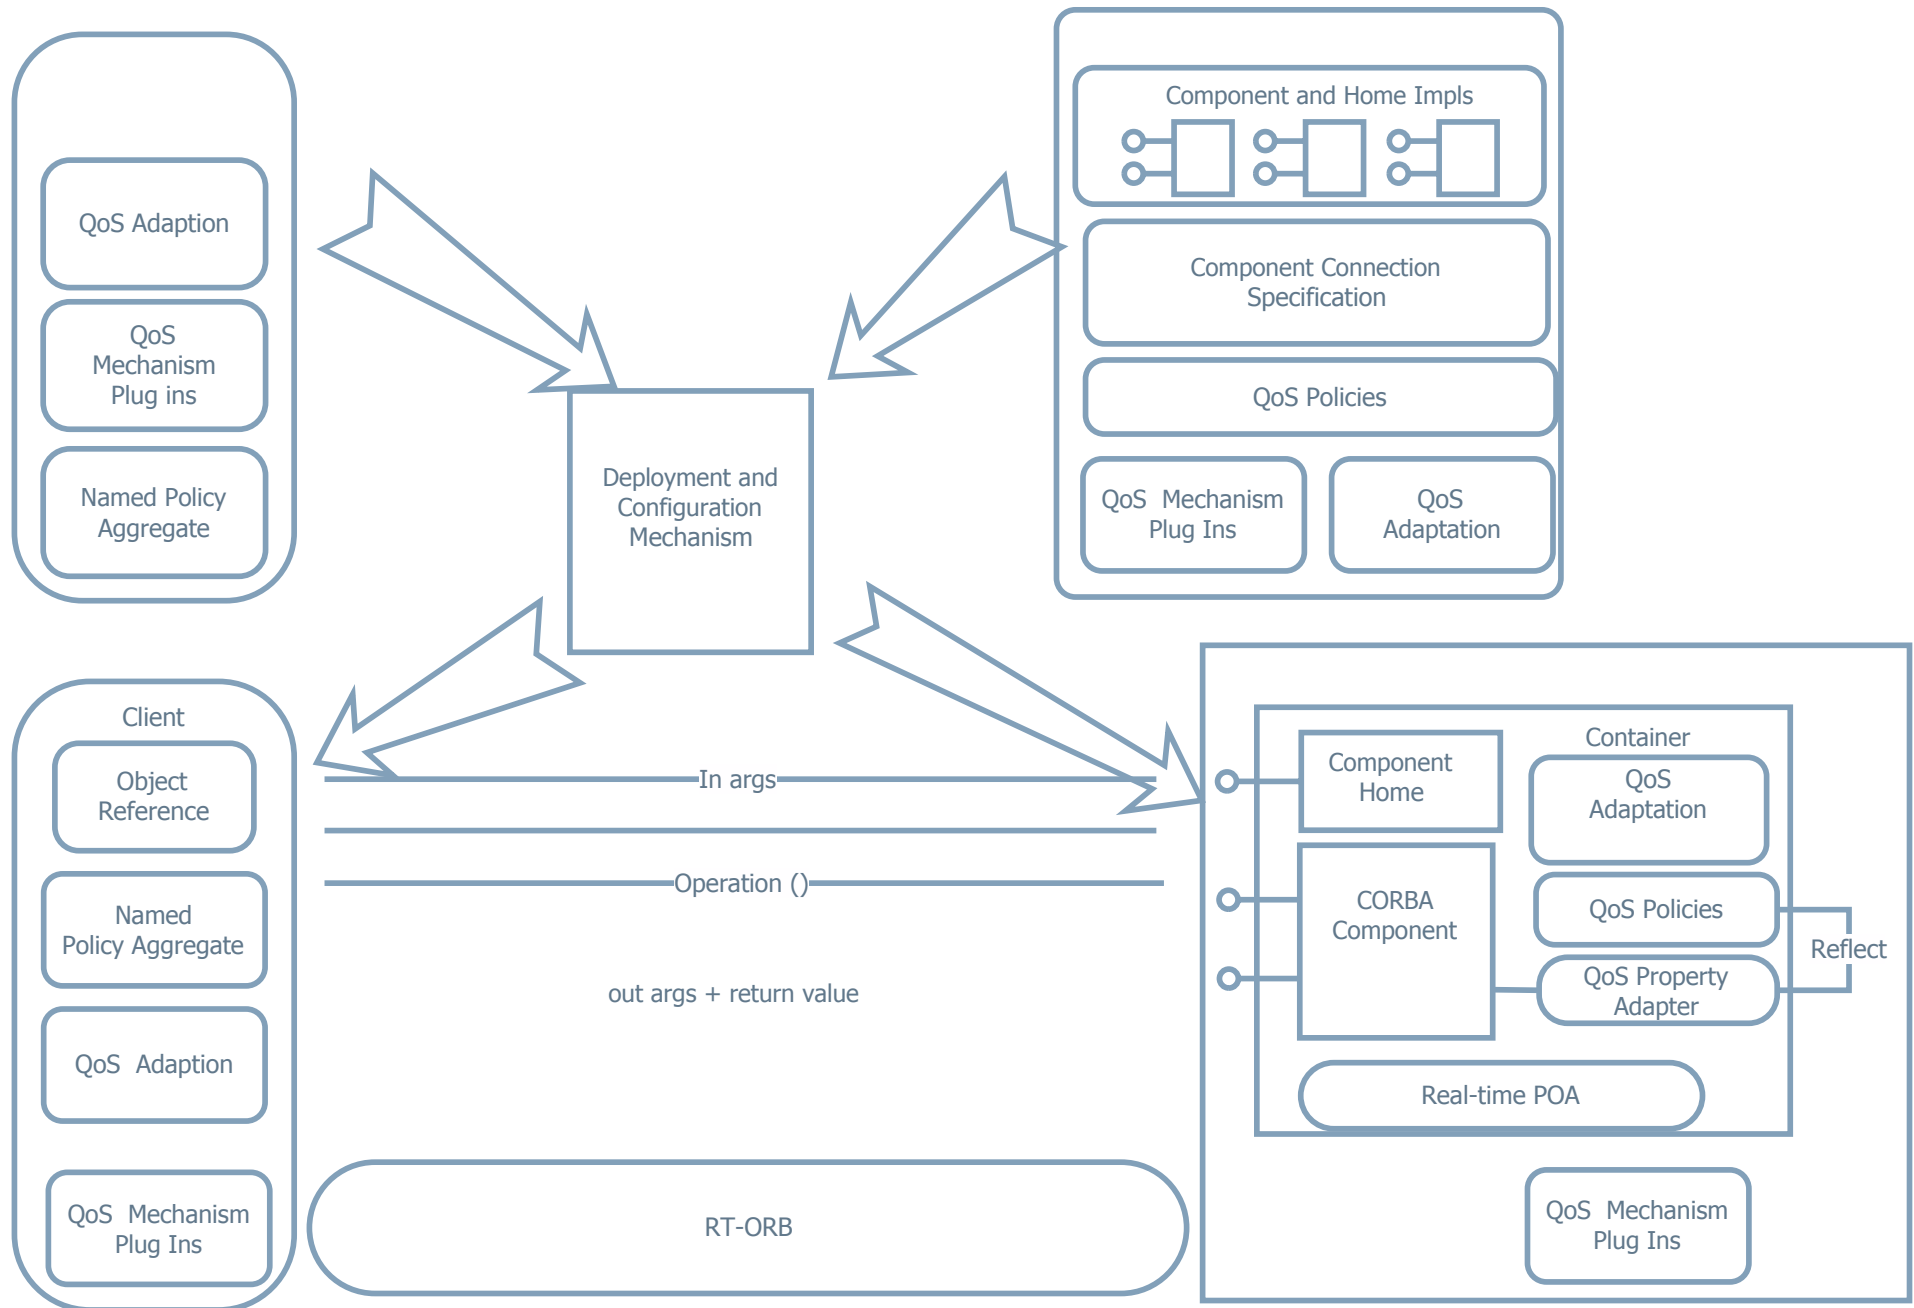 QoS Adaption
QoS
Mechanism
Plug ins
Named Policy
Aggregate
Deployment and
Configuration
Mechanism
Component and Home Impls
Component Connection
Specification
QoS Policies
QoS Mechanism
Plug Ins
QoS
Adaptation
Client
Object
Reference
Named
Policy Aggregate
QoS Adaption
QoS Mechanism
Plug Ins
In args
Operation ()
out args + return value
RT-ORB
Container
Component
Home
QoS
Adaptation
CORBA
Component
QoS Policies
Reflect
QoS Property
Adapter
Real-time POA
QoS Mechanism
Plug Ins